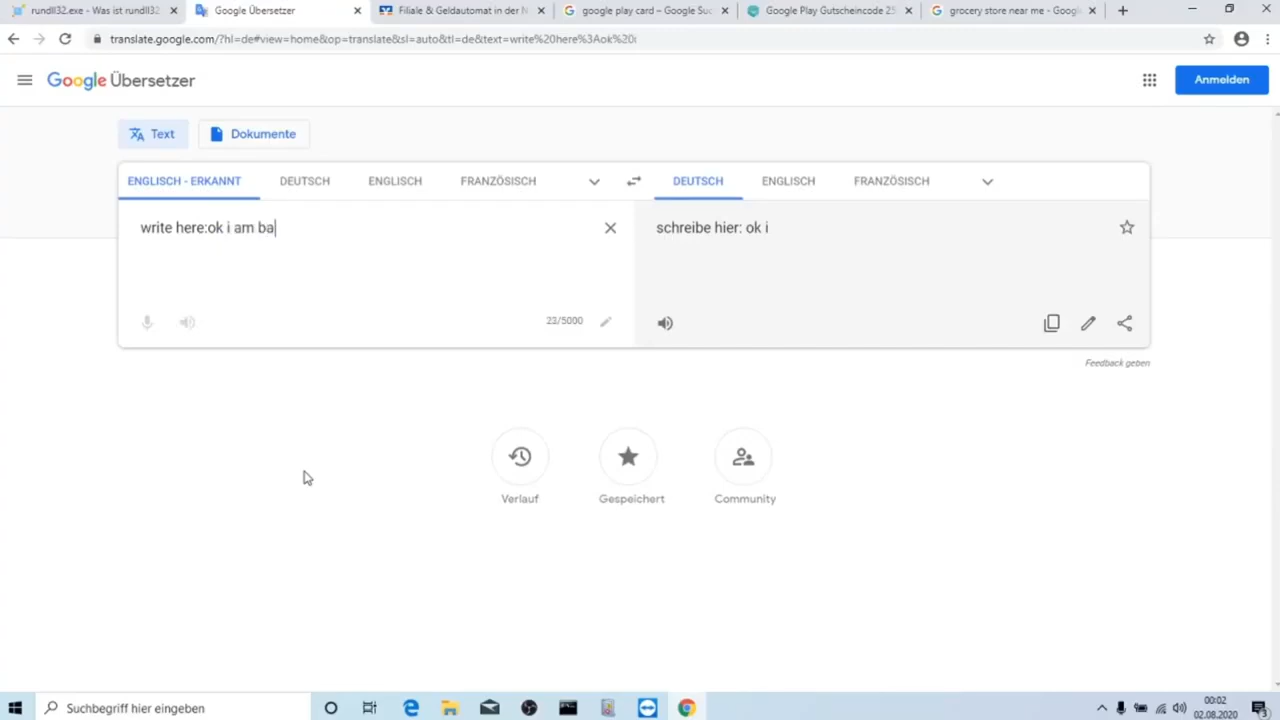 rundll32.exe - Was ist rundll32
Google Übersetzer
Filiale & Geldautomat in der N
google play card – Google Suc
Google Play Gutscheincode 25
grocery store near me - Google
translate.google.com/?hl=de#view=home&op=translate&sl=auto&tl=de&text=write%20here%3Aok%20i
Google Übersetzer
Anmelden
Text
Dokumente
ENGLISCH - ERKANNT DEUTSCH ENGLISCH FRANZÖSISCH
DEUTSCH ENGLISCH FRANZÖSISCH
write here:ok i am ba
schreibe hier: ok i
23/5000
Feedback geben
Verlauf
Gespeichert
Community
Suchbegriff hier eingeben
00:02
02.08.2020
3